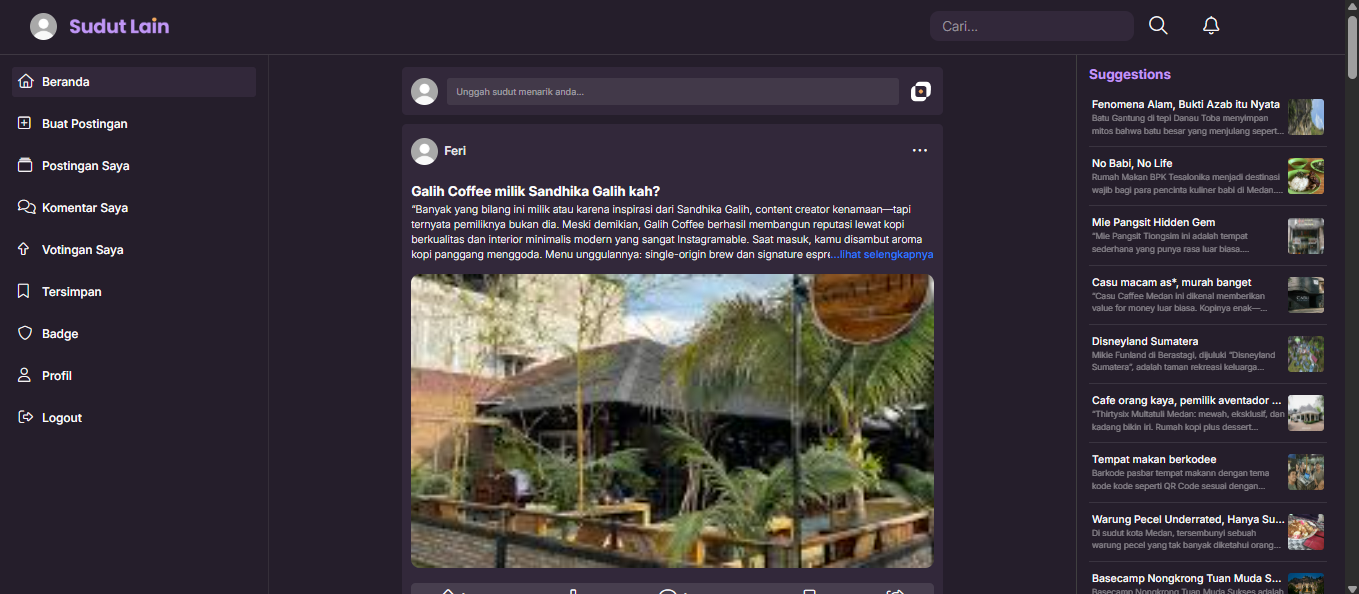 Sudut Lain
Cari...
Beranda
Buat Postingan
Postingan Saya
Komentar Saya
Votingan Saya
Tersimpan
Badge
Profil
Logout
Unggah sudut menarik anda...
Feri
Galih Coffee milik Sandhika Galih kah?
“Banyak yang bilang ini milik atau karena inspirasi dari Sandhika Galih, content creator kenamaan—tapi
ternyata pemiliknya bukan dia. Meski demikian, Galih Coffee berhasil membangun reputasi lewat kopi
berkualitas dan interior minimalis modern yang sangat Instagramable. Saat masuk, kamu disambut aroma
kopi panggang menggoda. Menu unggulannya: single-origin brew dan signature espre...lihat selengkapnya
Suggestions
Fenomena Alam, Bukti Azab itu Nyata
Batu Gantung di tepi Danau Toba menyimpan
mitos bahwa batu besar yang menjulang sepert...
No Babi, No Life
Rumah Makan BPK Tesalonika menjadi destinasi
wajib bagi para pencinta kuliner babi di Medan....
Mie Pangsit Hidden Gem
“Mie Pangsit Tiongsim ini adalah tempat
sederhana yang punya rasa luar biasa....
Casu macam as*, murah banget
“Casu Caffee Medan ini dikenal memberikan
value for money luar biasa. Kopinya enak—...
Disneyland Sumatera
Mikie Funland di Berastagi, dijuluki “Disneyland
Sumatera”, adalah taman rekreasi keluarga...
Cafe orang kaya, pemilik aventador ...
“Thirtysix Multatuli Medan: mewah, eksklusif, dan
kadang bikin iri. Rumah kopi plus dessert...
Tempat makan berkodee
Barkode pasbar tempat makann dengan tema
kode kode seperti QR Code sesuai dengan...
Warung Pecel Underrated, Hanya Su...
Di sudut kota Medan, tersembunyi sebuah
warung pecel yang tak banyak diketahui orang...
Basecamp Nongkrong Tuan Muda S...
Basecamp Nongkrong Tuan Muda Sukses adalah